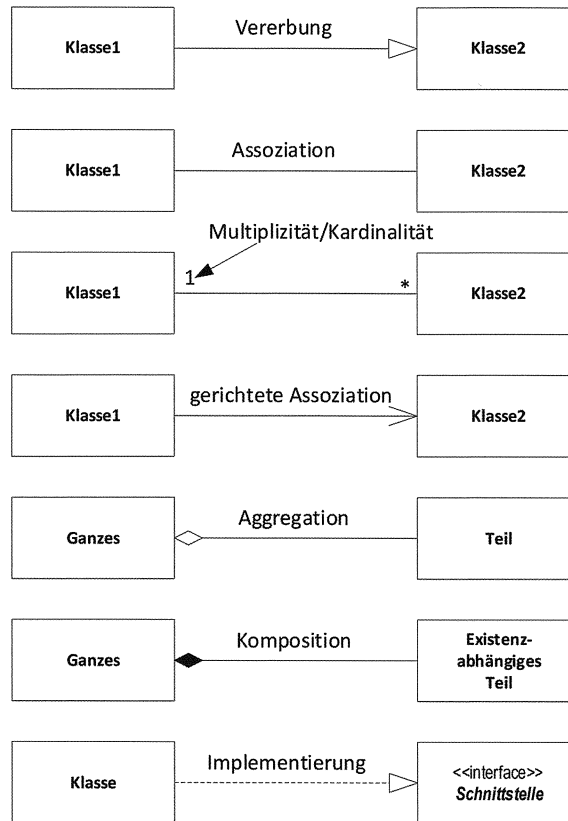 Klasse1
Vererbung
Klasse2
Klasse1
Assoziation
Klasse2
Multiplizität/Kardinalität
Klasse1
1
*
Klasse2
Klasse1
gerichtete Assoziation
Klasse2
Ganzes
Aggregation
Teil
Ganzes
Komposition
Existenz-
abhängiges
Teil
Klasse
Implementierung
<<interface>>
Schnittstelle